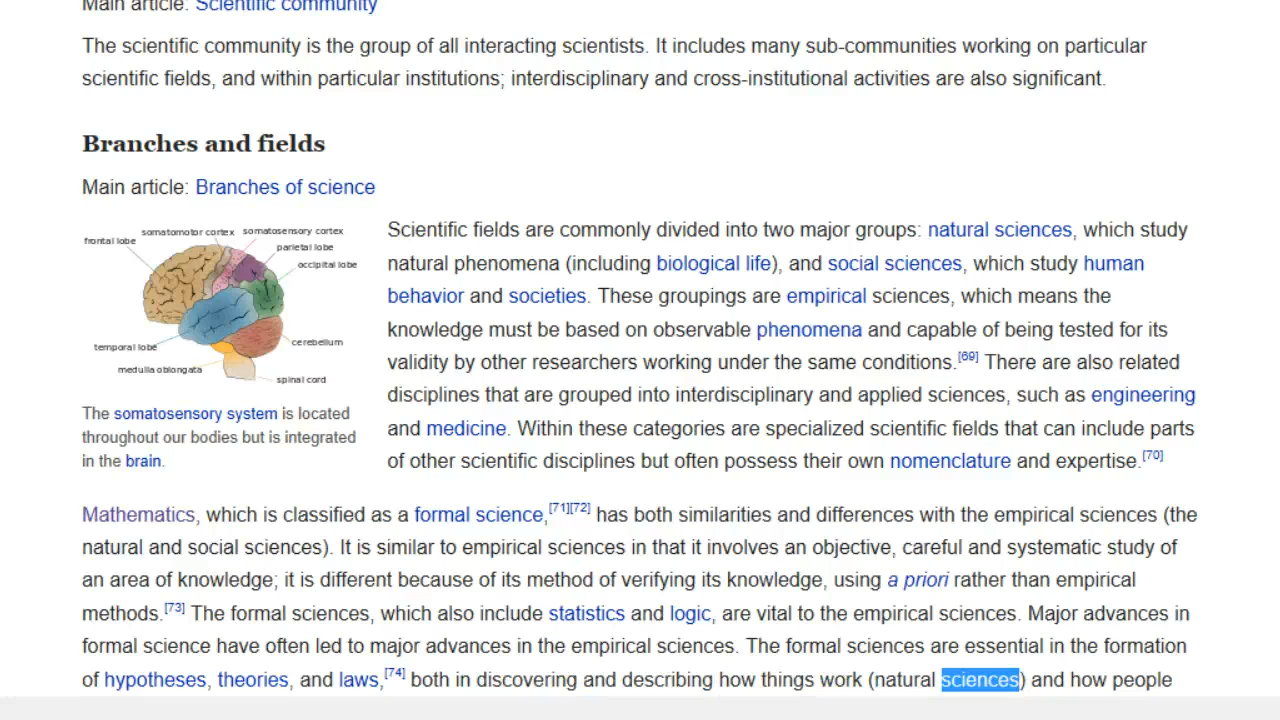 Main article: Scientific community
The scientific community is the group of all interacting scientists. It includes many sub-communities working on particular
scientific fields, and within particular institutions; interdisciplinary and cross-institutional activities are also significant.
Branches and fields
Main article: Branches of science
frontal lobe
somatomotor cortex
somatosensory cortex
parietal lobe
occipital lobe
temporal lobe
cerebellum
medulla oblongata
spinal cord
The somatosensory system is located
throughout our bodies but is integrated
in the brain.
Scientific fields are commonly divided into two major groups: natural sciences, which study
natural phenomena (including biological life), and social sciences, which study human
behavior and societies. These groupings are empirical sciences, which means the
knowledge must be based on observable phenomena and capable of being tested for its
validity by other researchers working under the same conditions.[69] There are also related
disciplines that are grouped into interdisciplinary and applied sciences, such as engineering
and medicine. Within these categories are specialized scientific fields that can include parts
of other scientific disciplines but often possess their own nomenclature and expertise.[70]
Mathematics, which is classified as a formal science,[71][72] has both similarities and differences with the empirical sciences (the
natural and social sciences). It is similar to empirical sciences in that it involves an objective, careful and systematic study of
an area of knowledge; it is different because of its method of verifying its knowledge, using a priori rather than empirical
methods.[73] The formal sciences, which also include statistics and logic, are vital to the empirical sciences. Major advances in
formal science have often led to major advances in the empirical sciences. The formal sciences are essential in the formation
of hypotheses, theories, and laws,[74] both in discovering and describing how things work (natural sciences) and how people